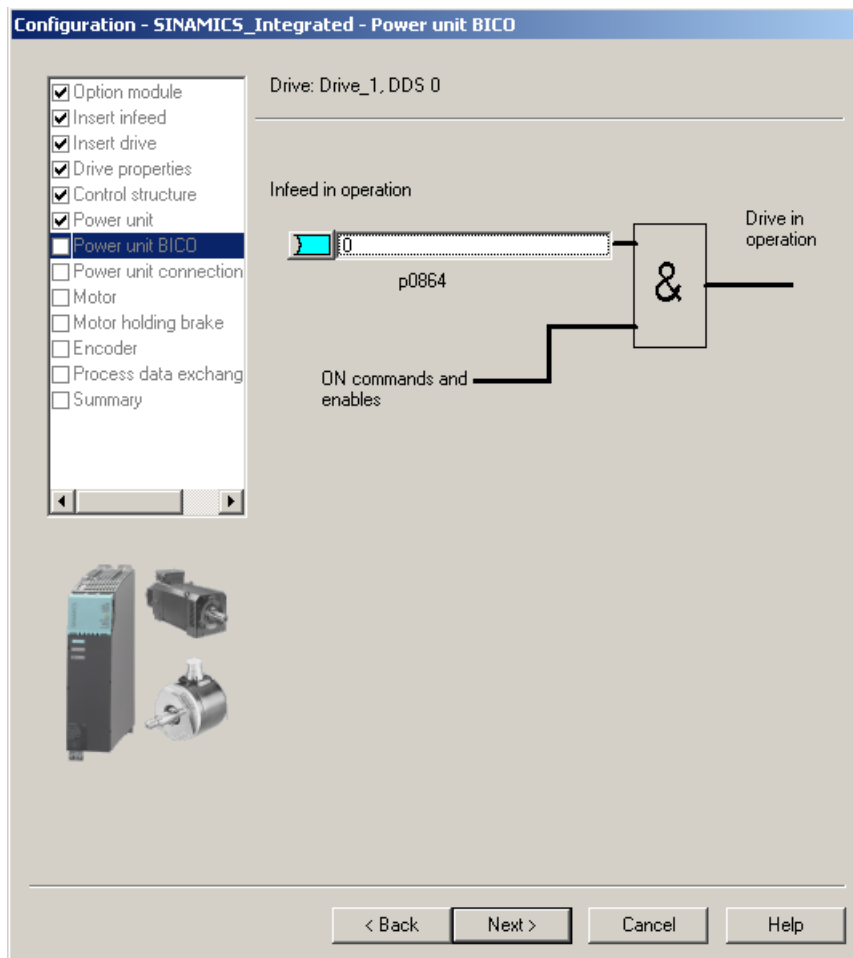 Configuration - SINAMICS_Integrated - Power unit BICO
Option module
Insert infeed
Insert drive
Drive properties
Control structure
Power unit
Power unit BICO
Power unit connection
Motor
Motor holding brake
Encoder
Process data exchang
Summary
Drive: Drive_1, DDS 0
Infeed in operation
0
p0864
&
Drive in
operation
ON commands and
enables
< Back
Next >
Cancel
Help